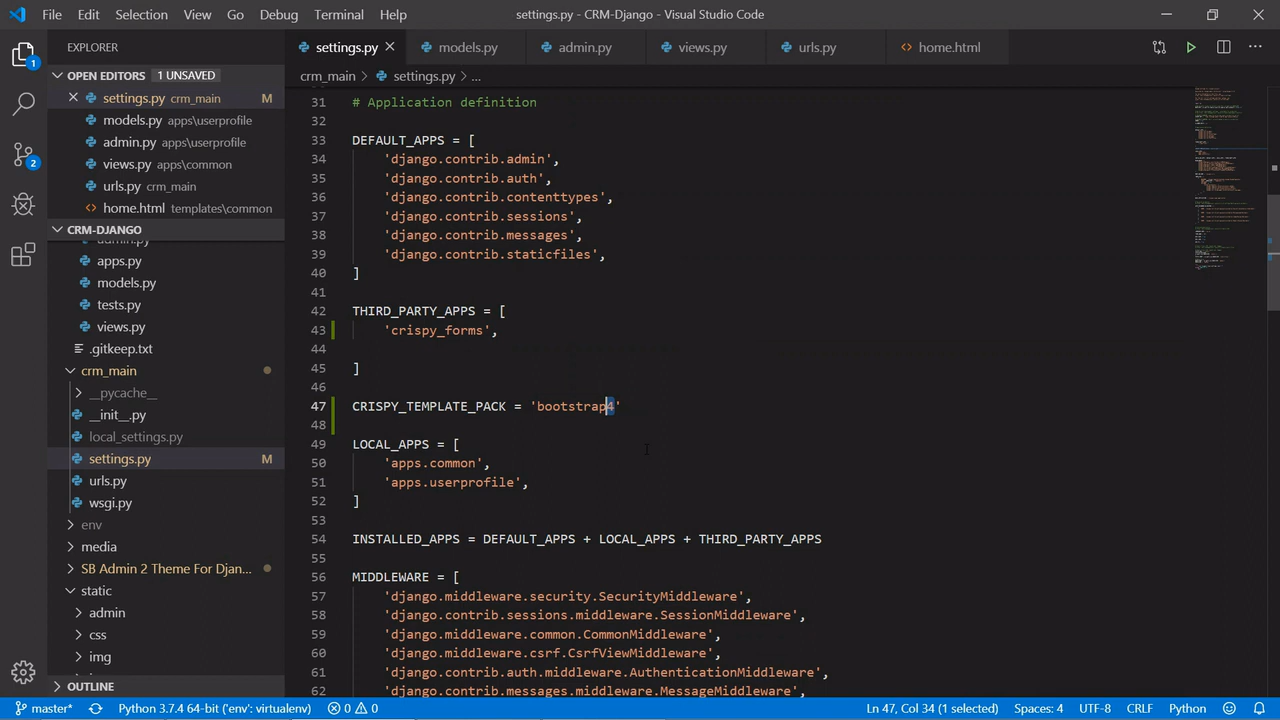 File Edit Selection View Go Debug Terminal Help settings.py - CRM-Django - Visual Studio Code
EXPLORER
OPEN EDITORS 1 UNSAVED
settings.py crm_main M
models.py apps\userprofile
admin.py apps\userprofile
views.py apps\common
urls.py crm_main
home.html templates\common
CRM-DJANGO
apps.py
models.py
tests.py
views.py
.gitkeep.txt
crm_main
__pycache__
__init__.py
local_settings.py
settings.py M
urls.py
wsgi.py
env
media
SB Admin 2 Theme For Djan...
static
admin
css
img
OUTLINE
1
2
settings.py models.py admin.py views.py urls.py home.html
crm_main > settings.py > ...
31 # Application definition
32
33 DEFAULT_APPS = [
34 'django.contrib.admin',
35 'django.contrib.auth',
36 'django.contrib.contenttypes',
37 'django.contrib.sessions',
38 'django.contrib.messages',
39 'django.contrib.staticfiles',
40 ]
41
42 THIRD_PARTY_APPS = [
43 'crispy_forms',
44
45 ]
46
47 CRISPY_TEMPLATE_PACK = 'bootstrap4'
48
49 LOCAL_APPS = [
50 'apps.common',
51 'apps.userprofile',
52 ]
53
54 INSTALLED_APPS = DEFAULT_APPS + LOCAL_APPS + THIRD_PARTY_APPS
55
56 MIDDLEWARE = [
57 'django.middleware.security.SecurityMiddleware',
58 'django.contrib.sessions.middleware.SessionMiddleware',
59 'django.middleware.common.CommonMiddleware',
60 'django.middleware.csrf.CsrfViewMiddleware',
61 'django.contrib.auth.middleware.AuthenticationMiddleware',
62 'django.contrib.messages.middleware.MessageMiddleware',
master* Python 3.7.4 64-bit ('env': virtualenv) 0 0 Ln 47, Col 34 (1 selected) Spaces: 4 UTF-8 CRLF Python